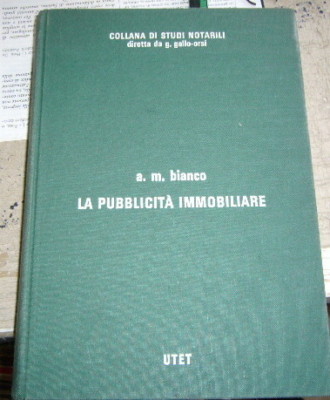 COLLANA DI STUDI NOTARILI
diretta da g. gallo-orsi
a. m. bianco
LA PUBBLICITÀ IMMOBILIARE
UTET